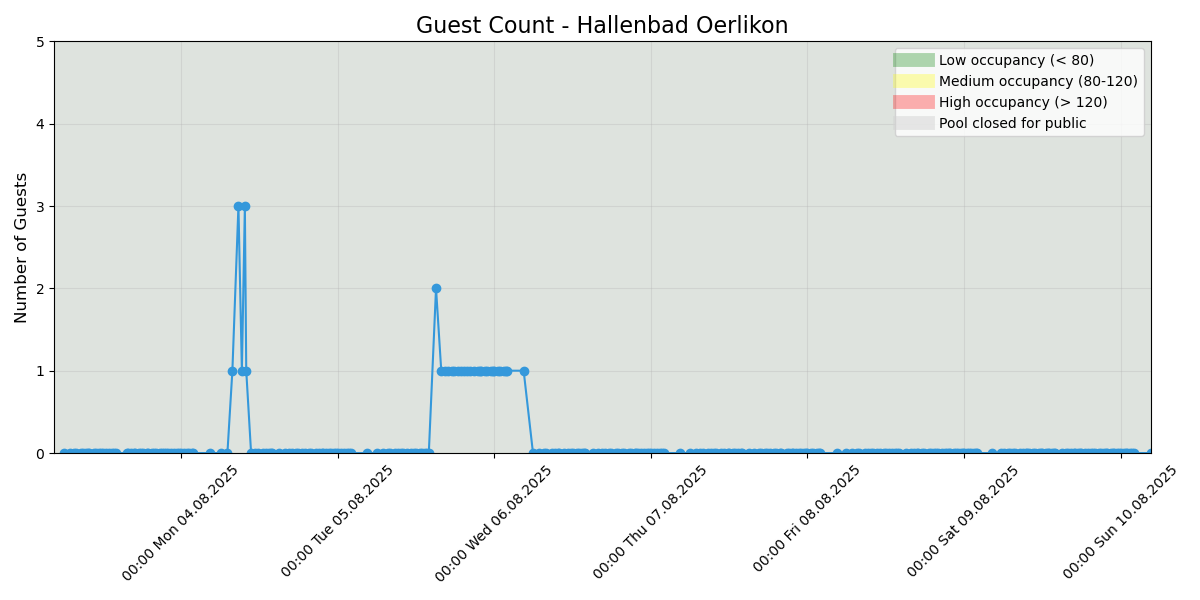 Guest Count - Hallenbad Oerlikon
Number of Guests
5
4
3
2
1
0
Low occupancy (< 80)
Medium occupancy (80-120)
High occupancy (> 120)
Pool closed for public
00:00 Mon 04.08.2025
00:00 Tue 05.08.2025
00:00 Wed 06.08.2025
00:00 Thu 07.08.2025
00:00 Fri 08.08.2025
00:00 Sat 09.08.2025
00:00 Sun 10.08.2025